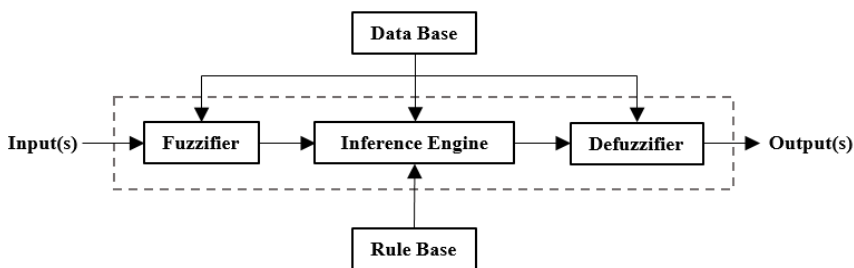 Data Base
Input(s)
Fuzzifier
Inference Engine
Defuzzifier
Output(s)
Rule Base